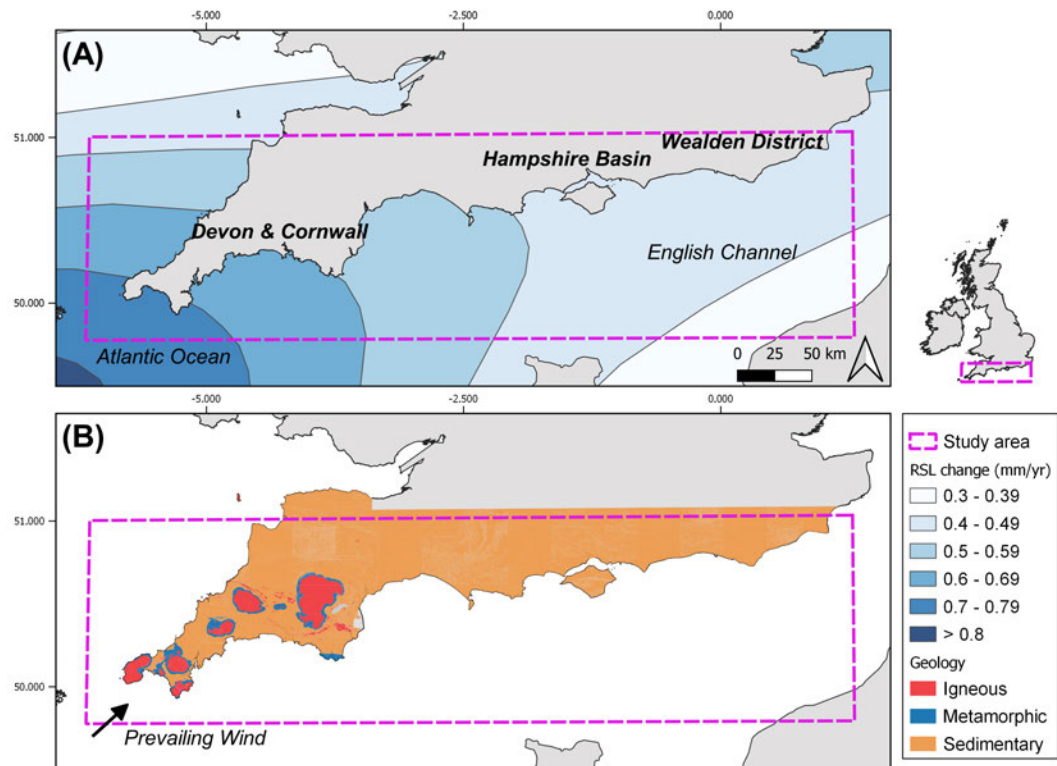 -5.000 -2.500 0.000
(A)
51.000
Wealden District
Hampshire Basin
Devon & Cornwall
English Channel
50.000
Atlantic Ocean
0 25 50 km
-5.000 -2.500 0.000
(B)
51.000
50.000
Prevailing Wind
Study area
RSL change (mm/yr)
0.3 - 0.39
0.4 - 0.49
0.5 - 0.59
0.6 - 0.69
0.7 - 0.79
> 0.8
Geology
Igneous
Metamorphic
Sedimentary